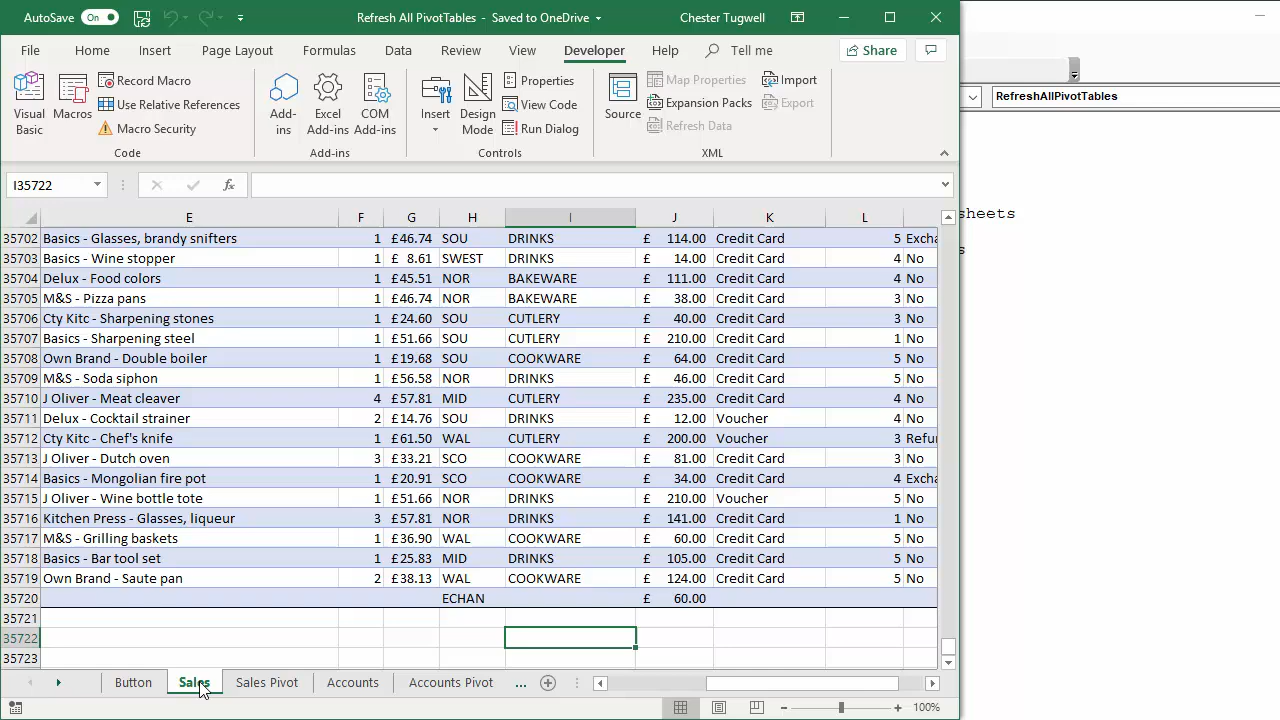 AutoSave On Refresh All PivotTables - Saved to OneDrive Chester Tugwell
File Home Insert Page Layout Formulas Data Review View Developer Help Tell me Share
Visual Basic
Macros
Record Macro
Use Relative References
Macro Security
Code
Add-ins
Excel Add-ins
COM Add-ins
Add-ins
Insert
Design Mode
Properties
View Code
Run Dialog
Controls
Source
Map Properties
Expansion Packs
Refresh Data
Import
Export
XML
RefreshAllPivotTables
I35722 fx
E F G H I J K L
35702 Basics - Glasses, brandy snifters 1 £46.74 SOU DRINKS £ 114.00 Credit Card 5 Excha
35703 Basics - Wine stopper 1 £ 8.61 SWEST DRINKS £ 14.00 Credit Card 4 No
35704 Delux - Food colors 1 £45.51 NOR BAKEWARE £ 111.00 Credit Card 4 No
35705 M&S - Pizza pans 1 £46.74 NOR BAKEWARE £ 38.00 Credit Card 3 No
35706 Cty Kitc - Sharpening stones 1 £24.60 SOU CUTLERY £ 40.00 Credit Card 3 No
35707 Basics - Sharpening steel 1 £51.66 SOU CUTLERY £ 210.00 Credit Card 1 No
35708 Own Brand - Double boiler 1 £19.68 SOU COOKWARE £ 64.00 Credit Card 5 No
35709 M&S - Soda siphon 1 £56.58 NOR DRINKS £ 46.00 Credit Card 5 No
35710 J Oliver - Meat cleaver 4 £57.81 MID CUTLERY £ 235.00 Credit Card 4 No
35711 Delux - Cocktail strainer 2 £14.76 SOU DRINKS £ 12.00 Voucher 4 No
35712 Cty Kitc - Chef's knife 1 £61.50 WAL CUTLERY £ 200.00 Voucher 3 Refur
35713 J Oliver - Dutch oven 3 £33.21 SCO COOKWARE £ 81.00 Credit Card 3 No
35714 Basics - Mongolian fire pot 1 £20.91 SCO COOKWARE £ 34.00 Credit Card 4 Excha
35715 J Oliver - Wine bottle tote 1 £51.66 NOR DRINKS £ 210.00 Voucher 5 No
35716 Kitchen Press - Glasses, liqueur 3 £57.81 NOR DRINKS £ 141.00 Credit Card 1 No
35717 M&S - Grilling baskets 1 £36.90 WAL COOKWARE £ 60.00 Credit Card 5 No
35718 Basics - Bar tool set 1 £25.83 MID DRINKS £ 105.00 Credit Card 5 No
35719 Own Brand - Saute pan 2 £38.13 WAL COOKWARE £ 124.00 Credit Card 5 No
35720 ECHAN £ 60.00
35721
35722
35723
sheets
s
Button Sales Sales Pivot Accounts Accounts Pivot ...
100%